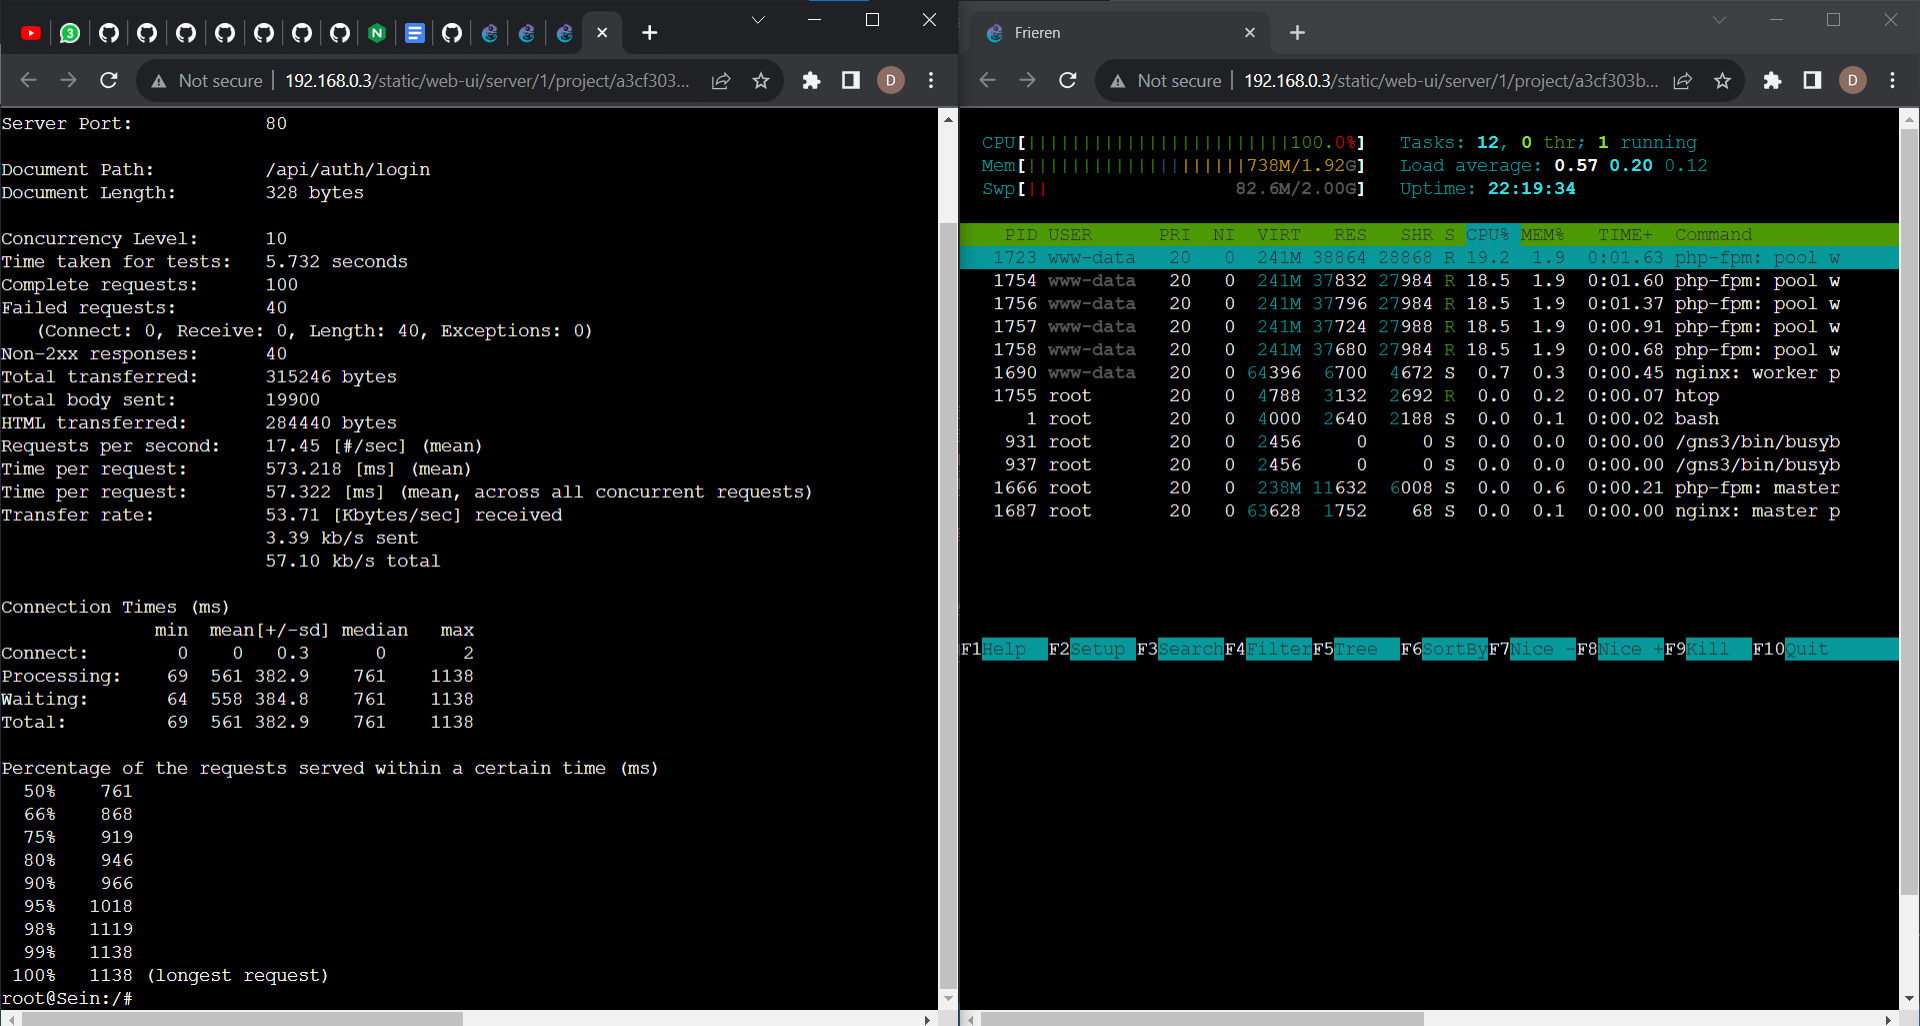 3
Not secure | 192.168.0.3/static/web-ui/server/1/project/a3cf303...
D
Server Port:            80
Document Path:          /api/auth/login
Document Length:        328 bytes
Concurrency Level:      10
Time taken for tests:   5.732 seconds
Complete requests:      100
Failed requests:        40
   (Connect: 0, Receive: 0, Length: 40, Exceptions: 0)
Non-2xx responses:      40
Total transferred:      315246 bytes
Total body sent:        19900
HTML transferred:       284440 bytes
Requests per second:    17.45 [#/sec] (mean)
Time per request:       573.218 [ms] (mean)
Time per request:       57.322 [ms] (mean, across all concurrent requests)
Transfer rate:          53.71 [Kbytes/sec] received
                        3.39 kb/s sent
                        57.10 kb/s total
Connection Times (ms)
              min  mean[+/-sd] median   max
Connect:        0    0   0.3      0       2
Processing:    69  561 382.9    761    1138
Waiting:       64  558 384.8    761    1138
Total:         69  561 382.9    761    1138
Percentage of the requests served within a certain time (ms)
  50%    761
  66%    868
  75%    919
  80%    946
  90%    966
  95%   1018
  98%   1119
  99%   1138
 100%   1138 (longest request)
root@Sein:/#
Frieren
Not secure | 192.168.0.3/static/web-ui/server/1/project/a3cf303b...
D
CPU[||||||||||||||||||||||||100.0%]   Tasks: 12, 0 thr; 1 running
Mem[||||||||||||||||||||738M/1.92G]   Load average: 0.57 0.20 0.12
Swp[||                 82.6M/2.00G]   Uptime: 22:19:34
PID USER      PRI  NI  VIRT   RES   SHR S CPU% MEM%   TIME+  Command
1723 www-data   20   0  241M 38864 28868 R 19.2  1.9  0:01.63 php-fpm: pool w
1754 www-data   20   0  241M 37832 27984 R 18.5  1.9  0:01.60 php-fpm: pool w
1756 www-data   20   0  241M 37796 27984 R 18.5  1.9  0:01.37 php-fpm: pool w
1757 www-data   20   0  241M 37724 27988 R 18.5  1.9  0:00.91 php-fpm: pool w
1758 www-data   20   0  241M 37680 27984 R 18.5  1.9  0:00.68 php-fpm: pool w
1690 www-data   20   0 64396  6700  4672 S  0.7  0.3  0:00.45 nginx: worker p
1755 root       20   0  4788  3132  2692 R  0.0  0.2  0:00.07 htop
1 root       20   0  4000  2640  2188 S  0.0  0.1  0:00.02 bash
931 root       20   0  2456     0     0 S  0.0  0.0  0:00.00 /gns3/bin/busyb
937 root       20   0  2456     0     0 S  0.0  0.0  0:00.00 /gns3/bin/busyb
1666 root       20   0  238M 11632  6008 S  0.0  0.6  0:00.21 php-fpm: master
1687 root       20   0 63628  1752    68 S  0.0  0.1  0:00.00 nginx: master p
F1Help  F2Setup F3SearchF4FilterF5Tree  F6SortByF7Nice -F8Nice +F9Kill  F10Quit